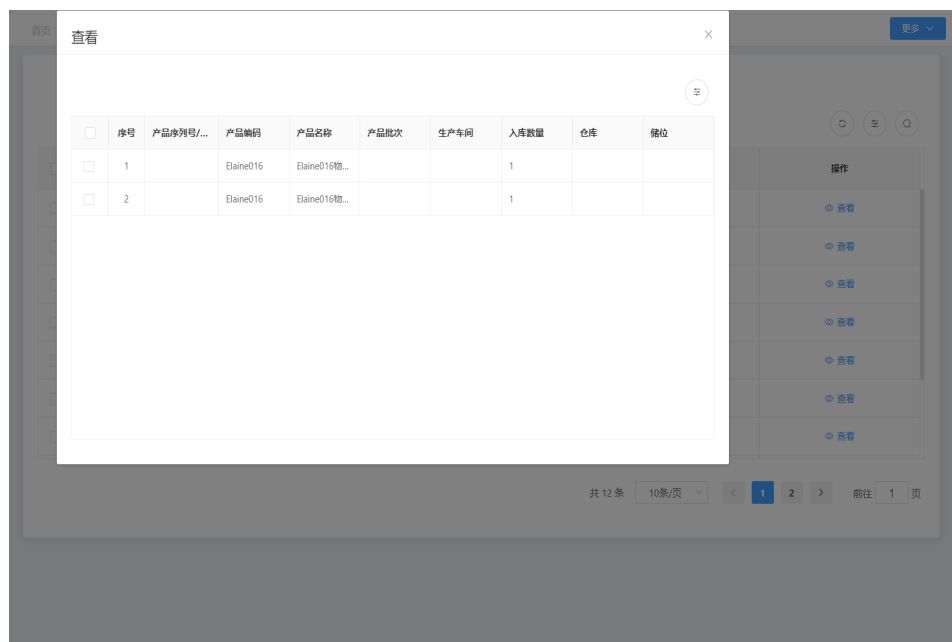 首页
更多
查看
序号 产品序列号/... 产品编码 产品名称 产品批次 生产车间 入库数量 仓库 储位
操作
1 Elaine016 Elaine016物... 1
2 Elaine016 Elaine016物... 1
查看
查看
查看
查看
查看
查看
查看
共 12 条 10条/页 1 2 前往 1 页